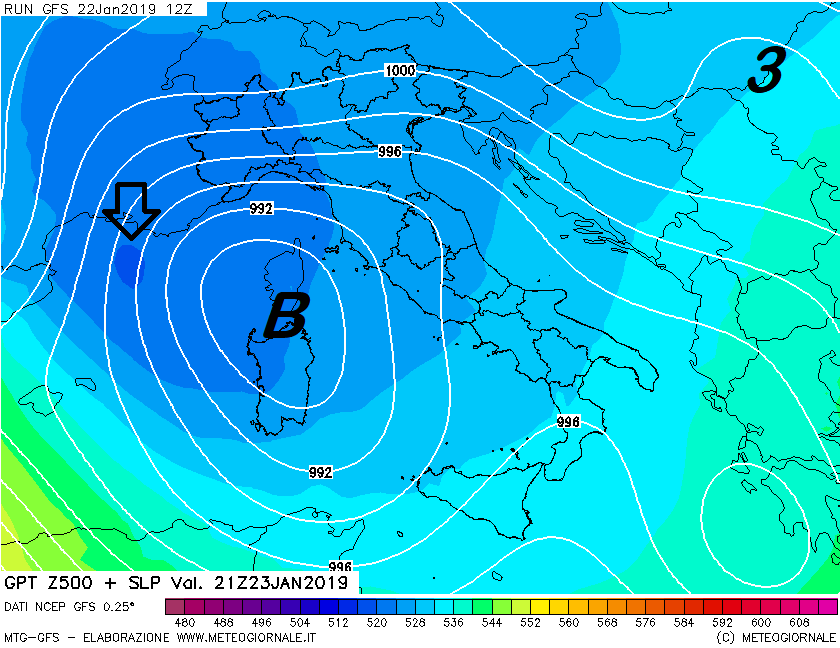 RUN GFS 22Jan2019 12Z
3
1000
996
992
B
996
992
996
GPT Z500 + SLP Val. 21Z23JAN2019
DATI NCEP GFS 0.25°
480 488 496 504 512 520 528 536 544 552 560 568 576 584 592 600 608
MTG-GFS - ELABORAZIONE WWW.METEOGIORNALE.IT (C) METEOGIORNALE